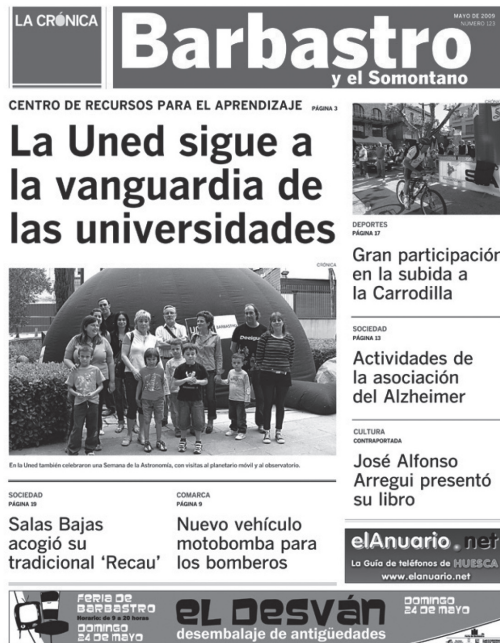 LA CRÓNICA
MAYO DE 2009
NÚMERO 123
Barbastro
y el Somontano
CENTRO DE RECURSOS PARA EL APRENDIZAJE PÁGINA 3
La Uned sigue a
la vanguardia de
las universidades
CRÓNICA
En la Uned también celebraron una Semana de la Astronomía, con visitas al planetario móvil y al observatorio.
DEPORTES
PÁGINA 17
Gran participación
en la subida a
la Carrodilla
SOCIEDAD
PÁGINA 13
Actividades de
la asociación
del Alzheimer
CULTURA
CONTRAPORTADA
José Alfonso
Arregui presentó
su libro
SOCIEDAD
PÁGINA 19
Salas Bajas
acogió su
tradicional ‘Recau’
COMARCA
PÁGINA 9
Nuevo vehículo
motobomba para
los bomberos
elAnuario.net
La Guía de teléfonos de HUESCA
www.elanuario.net
FERIA DE
BARBASTRO
Horario: de 9 a 20 horas
DOMINGO
24 DE MAYO
EL DESVÁN
desembalaje de antigüedades
DOMINGO
24 DE MAYO